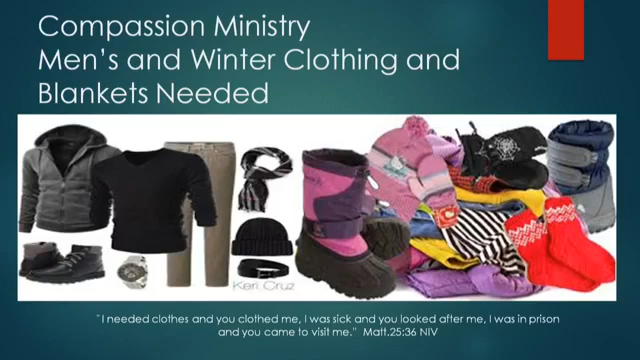 Compassion Ministry
Men's and Winter Clothing and
Blankets Needed
Keri Cruz
" I needed clothes and you clothed me, I was sick and you looked after me, I was in prison
and you came to visit me." Matt.25:36 NIV